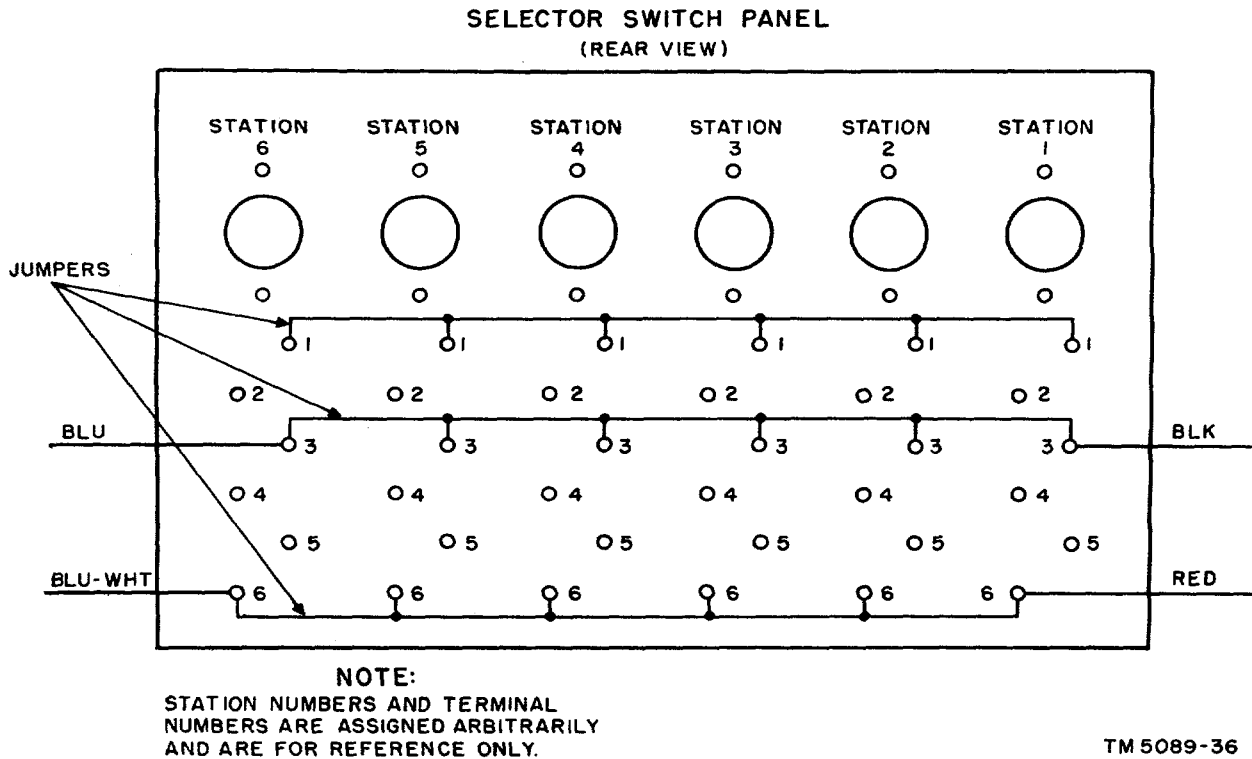 SELECTOR SWITCH PANEL
(REAR VIEW)
STATION 6
STATION 5
STATION 4
STATION 3
STATION 2
STATION 1
JUMPERS
1 1 1 1 1 1
2 2 2 2 2 2
BLU
3 3 3 3 3 3
BLK
4 4 4 4 4 4
5 5 5 5 5 5
BLU-WHT
6 6 6 6 6 6
RED
NOTE:
STATION NUMBERS AND TERMINAL
NUMBERS ARE ASSIGNED ARBITRARILY
AND ARE FOR REFERENCE ONLY.
TM 5089-36